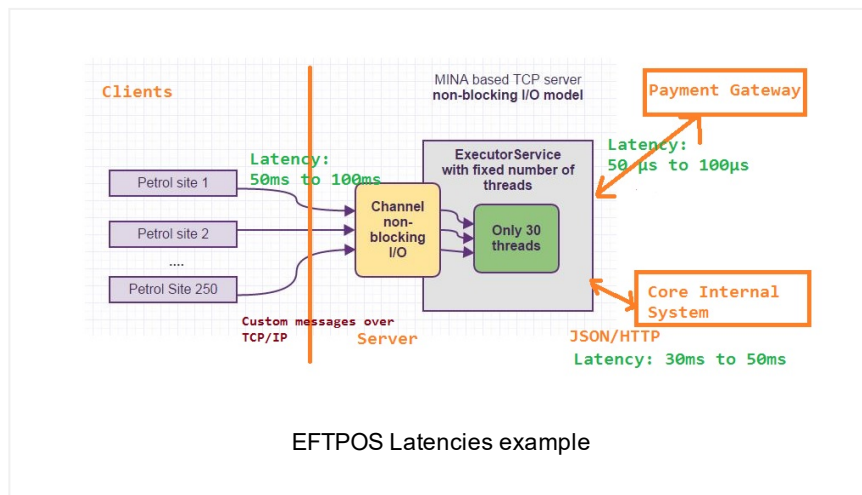 Clients
MINA based TCP server
non-blocking I/O model
Payment Gateway
Latency:
50ms to 100ms
ExecutorService
with fixed number of
threads
Latency:
50 µs to 100µs
Petrol site 1
Petrol site 2
....
Petrol Site 250
Channel
non-
blocking
I/O
Only 30
threads
Custom messages over
TCP/IP
Server
Core Internal
System
JSON/HTTP
Latency: 30ms to 50ms
EFTPOS Latencies example